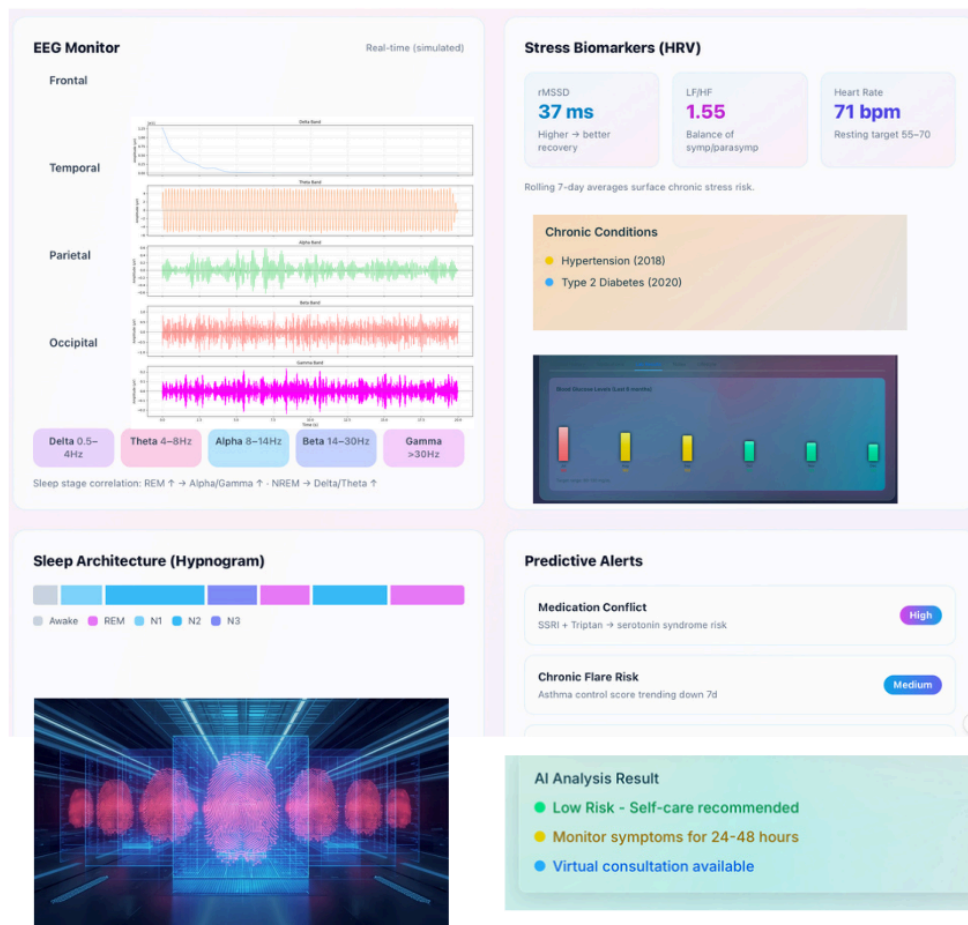 EEG Monitor
Real-time (simulated)
Frontal
Temporal
Parietal
Occipital
Delta Band
Theta Band
Alpha Band
Beta Band
Gamma Band
Time (s)
Delta 0.5–
4Hz
Theta 4–8Hz
Alpha 8–14Hz
Beta 14–30Hz
Gamma
>30Hz
Sleep stage correlation: REM ↑ → Alpha/Gamma ↑ · NREM → Delta/Theta ↑
Stress Biomarkers (HRV)
rMSSD
37 ms
Higher → better
recovery
LF/HF
1.55
Balance of
symp/parasymp
Heart Rate
71 bpm
Resting target 55–70
Rolling 7-day averages surface chronic stress risk.
Chronic Conditions
Hypertension (2018)
Type 2 Diabetes (2020)
Blood Glucose Levels (Last 6 months)
Sleep Architecture (Hypnogram)
Awake
REM
N1
N2
N3
Predictive Alerts
Medication Conflict
SSRI + Triptan → serotonin syndrome risk
High
Chronic Flare Risk
Asthma control score trending down 7d
Medium
AI Analysis Result
Low Risk - Self-care recommended
Monitor symptoms for 24-48 hours
Virtual consultation available